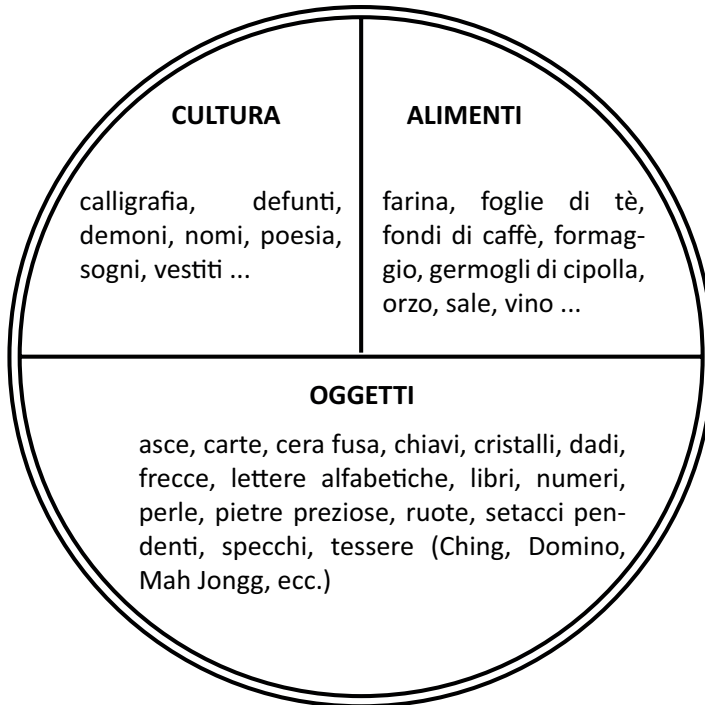 CULTURA
calligrafia, defunti,
demoni, nomi, poesia,
sogni, vestiti ...
ALIMENTI
farina, foglie di tè,
fondi di caffè, formag-
gio, germogli di cipolla,
orzo, sale, vino ...
OGGETTI
asce, carte, cera fusa, chiavi, cristalli, dadi,
frecce, lettere alfabetiche, libri, numeri,
perle, pietre preziose, ruote, setacci pen-
denti, specchi, tessere (Ching, Domino,
Mah Jongg, ecc.)